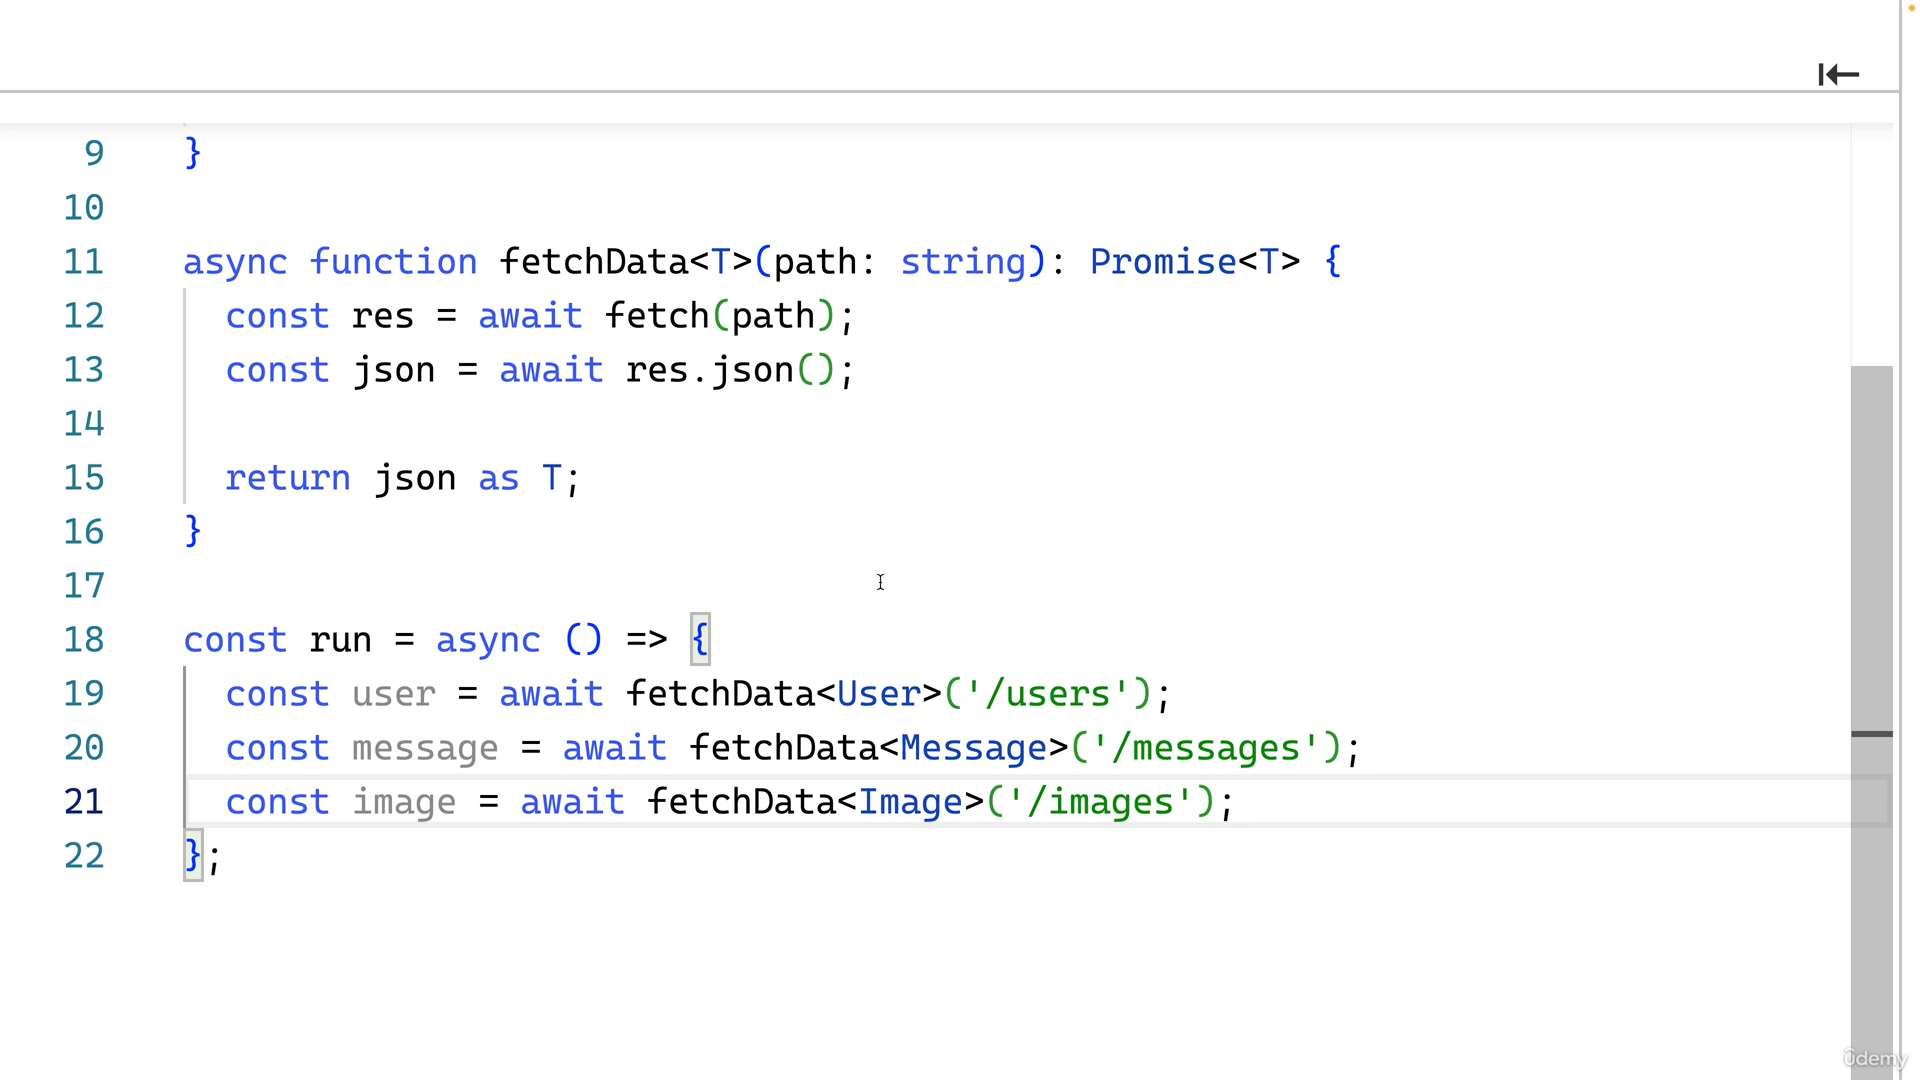 9 }
10
11 async function fetchData<T>(path: string): Promise<T> {
12 const res = await fetch(path);
13 const json = await res.json();
14
15 return json as T;
16 }
17
18 const run = async () => {
19 const user = await fetchData<User>('/users');
20 const message = await fetchData<Message>('/messages');
21 const image = await fetchData<Image>('/images');
22 };
ûdemy